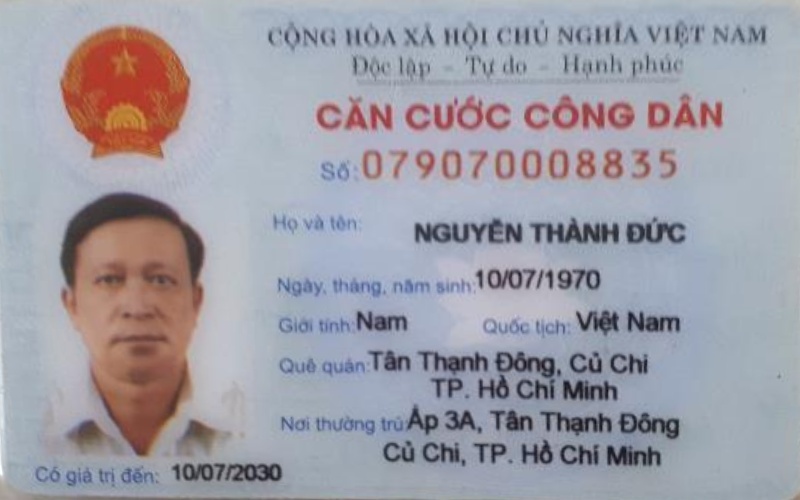 CỘNG HÒA XÃ HỘI CHỦ NGHĨA VIỆT NAM
Độc lập - Tự do - Hạnh phúc
CĂN CƯỚC CÔNG DÂN
Số: 079070008835
Họ và tên: NGUYỄN THÀNH ĐỨC
Ngày, tháng, năm sinh: 10/07/1970
Giới tính: Nam Quốc tịch: Việt Nam
Quê quán: Tân Thạnh Đông, Củ Chi
TP. Hồ Chí Minh
Nơi thường trú: Ấp 3A, Tân Thạnh Đông
Củ Chi, TP. Hồ Chí Minh
Có giá trị đến: 10/07/2030